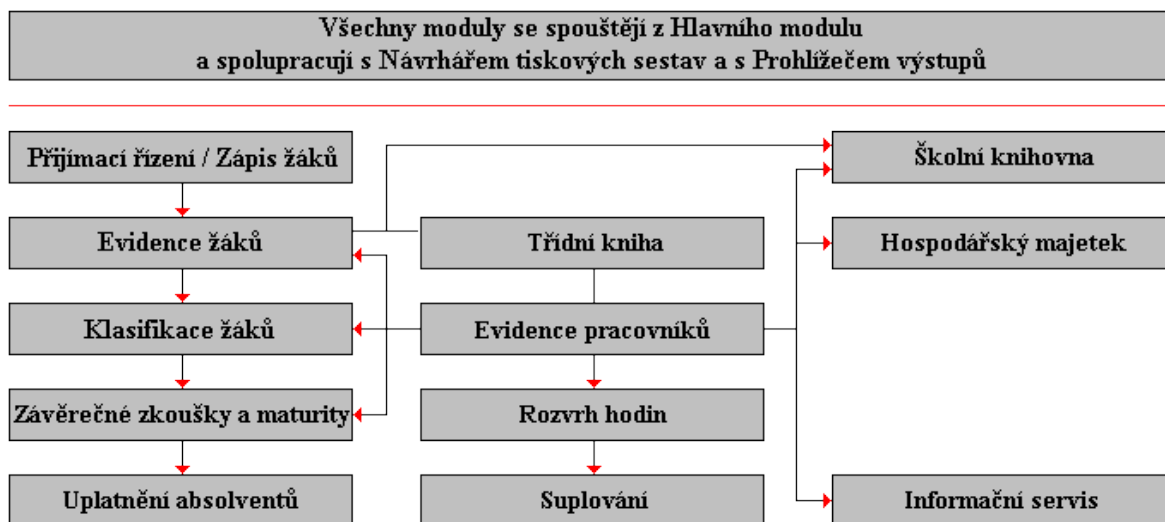 Všechny moduly se spouštějí z Hlavního modulu
a spolupracují s Návrhářem tiskových sestav a s Prohlížečem výstupů
Přijímací řízení / Zápis žáků
Školní knihovna
Evidence žáků
Třídní kniha
Hospodářský majetek
Klasifikace žáků
Evidence pracovníků
Závěrečné zkoušky a maturity
Rozvrh hodin
Uplatnění absolventů
Suplování
Informační servis